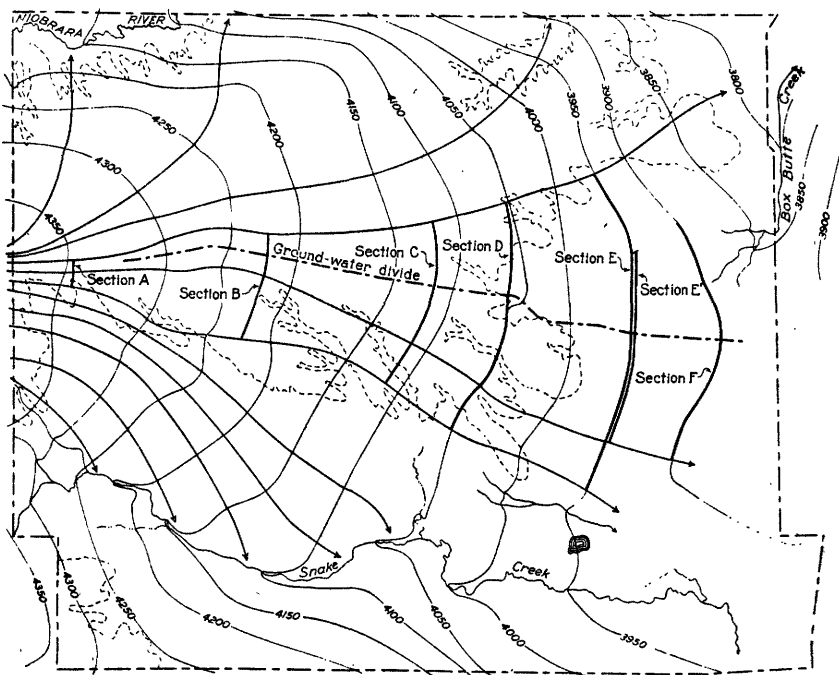 NIOBRARA RIVER
4250
4200
4150
4100
4050
4000
3950
3900
3850
3800
Box Butte Creek
3850
3900
4300
4350
Ground-water divide
Section A
Section B
Section C
Section D
Section E
Section E'
Section F
Snake Creek
4350
4300
4250
4200
4150
4100
4050
4000
3950